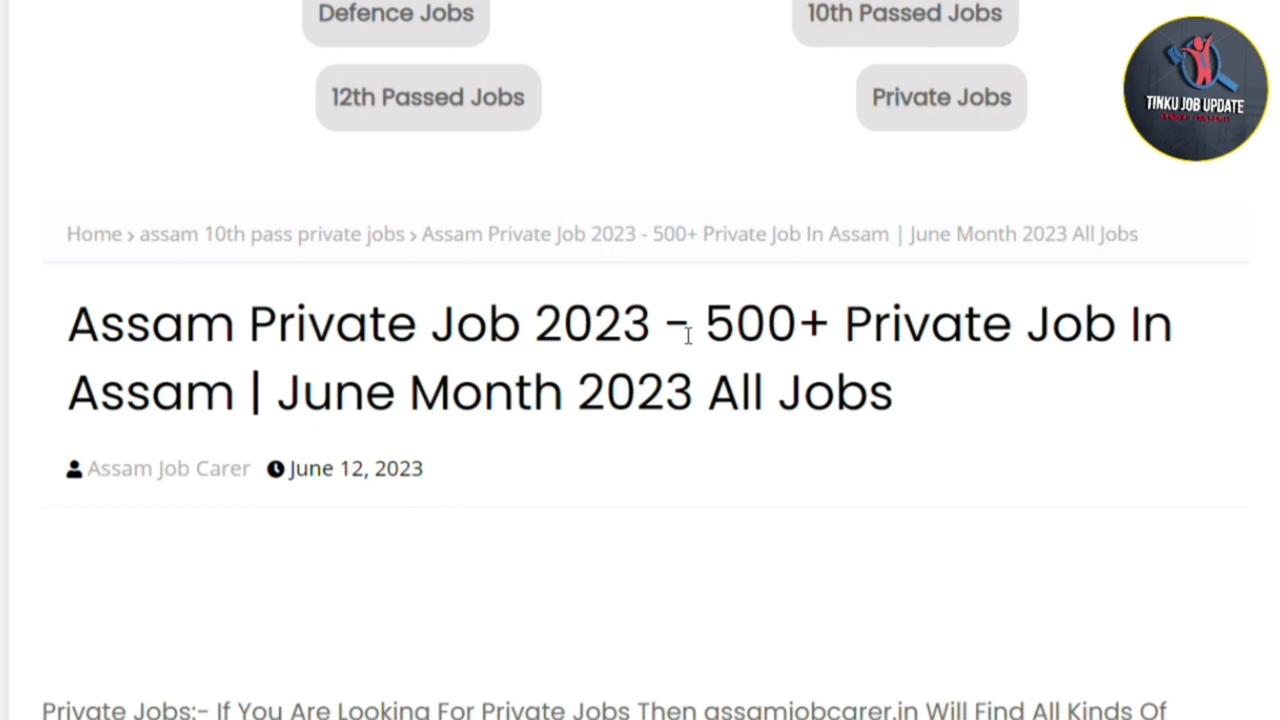 Defence Jobs
10th Passed Jobs
12th Passed Jobs
Private Jobs
TINKU JOB UPDATE
Home › assam 10th pass private jobs › Assam Private Job 2023 - 500+ Private Job In Assam | June Month 2023 All Jobs
Assam Private Job 2023 - 500+ Private Job In
Assam | June Month 2023 All Jobs
Assam Job Carer June 12, 2023
Private Jobs:- If You Are Looking For Private Jobs Then assamjobcarer.in Will Find All Kinds Of